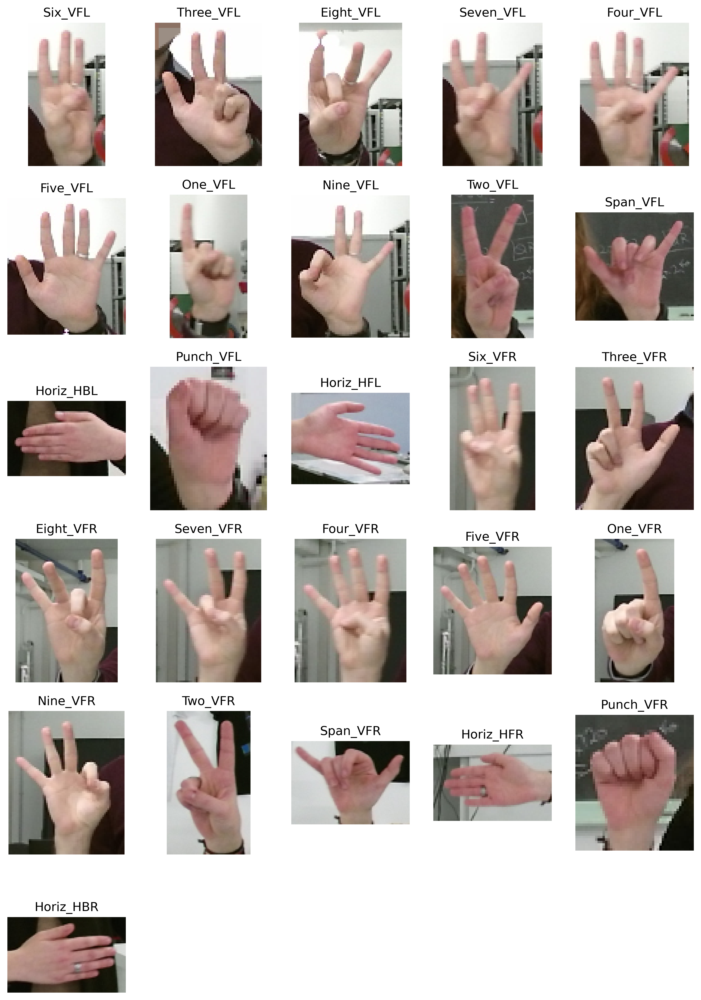 Six_VFL
Three_VFL
Eight_VFL
Seven_VFL
Four_VFL
Five_VFL
One_VFL
Nine_VFL
Two_VFL
Span_VFL
Horiz_HBL
Punch_VFL
Horiz_HFL
Six_VFR
Three_VFR
Eight_VFR
Seven_VFR
Four_VFR
Five_VFR
One_VFR
Nine_VFR
Two_VFR
Span_VFR
Horiz_HFR
Punch_VFR
Horiz_HBR